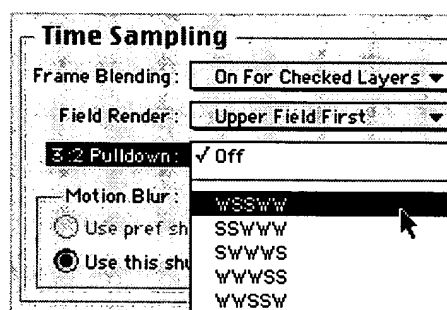 Time Sampling
Frame Blending: On For Checked Layers
Field Render: Upper Field First
3:2 Pulldown: ✓ Off
WSSWW
Motion Blur:
SSWWW
Use pref sh
SWWWS
Use this shu
WWWSS
WWSSW